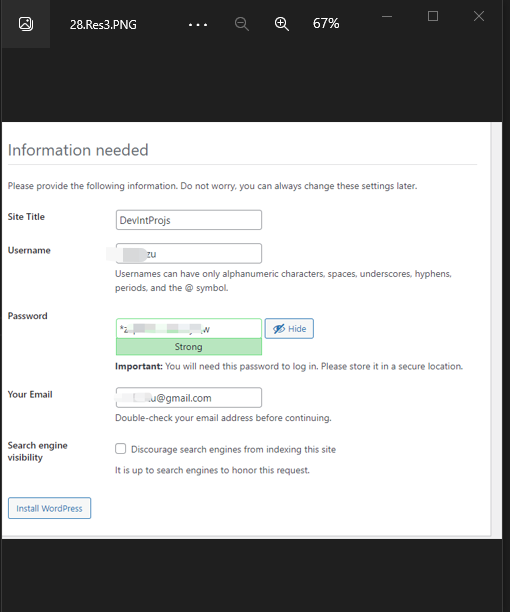 28.Res3.PNG
67%
Information needed
Please provide the following information. Do not worry, you can always change these settings later.
Site Title
DevIntProjs
Username
zu
Usernames can have only alphanumeric characters, spaces, underscores, hyphens,
periods, and the @ symbol.
Password
Hide
Strong
Important: You will need this password to log in. Please store it in a secure location.
Your Email
u@gmail.com
Double-check your email address before continuing.
Search engine
visibility
Discourage search engines from indexing this site
It is up to search engines to honor this request.
Install WordPress